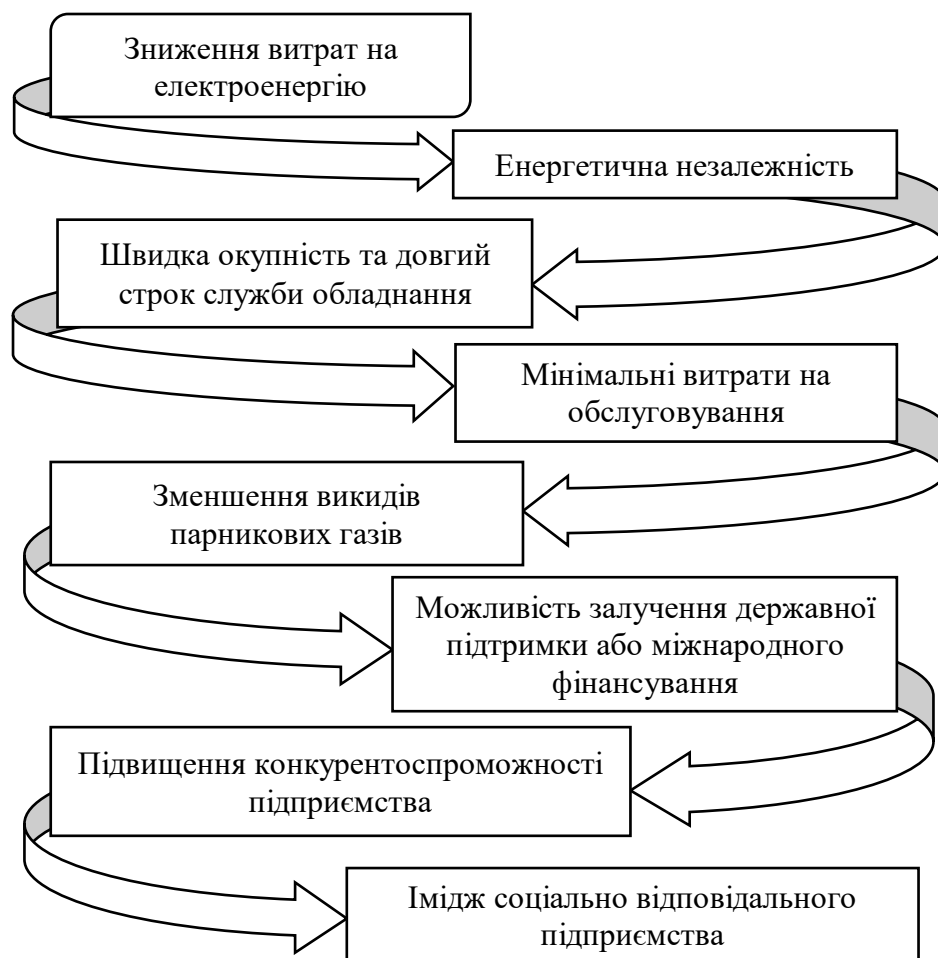 Зниження витрат на
електроенергію
Енергетична незалежність
Швидка окупність та довгий
строк служби обладнання
Мінімальні витрати на
обслуговування
Зменшення викидів
парникових газів
Можливість залучення державної
підтримки або міжнародного
фінансування
Підвищення конкурентоспроможності
підприємства
Імідж соціально відповідального
підприємства